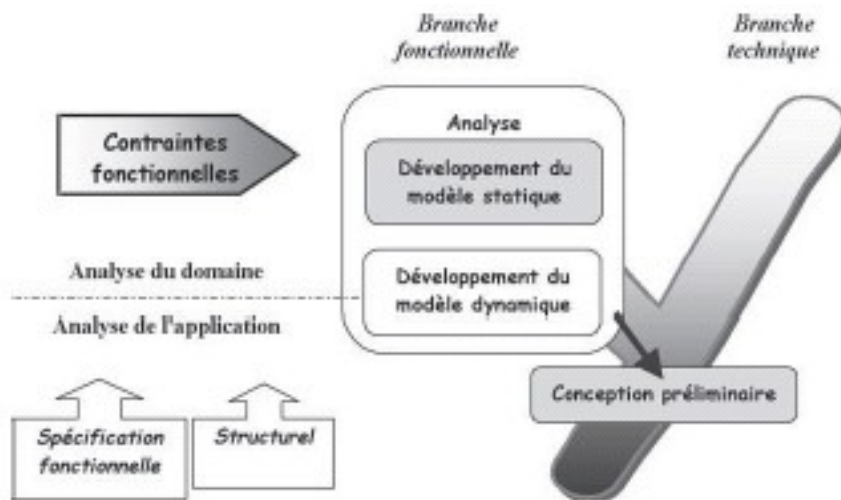 Branche
fonctionnelle
Branche
technique
Contraintes
fonctionnelles
Analyse
Développement du
modèle statique
Analyse du domaine
Développement du
modèle dynamique
Analyse de l'application
Conception préliminaire
Spécification
fonctionnelle
Structurel